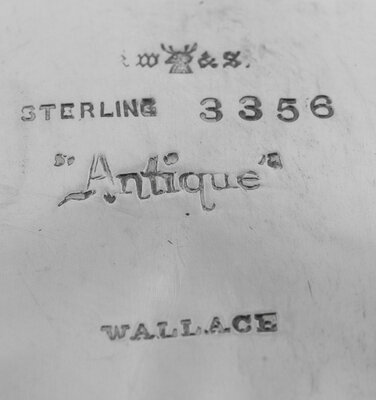 R W & S.
STERLING 3356
"Antique"
WALLACE